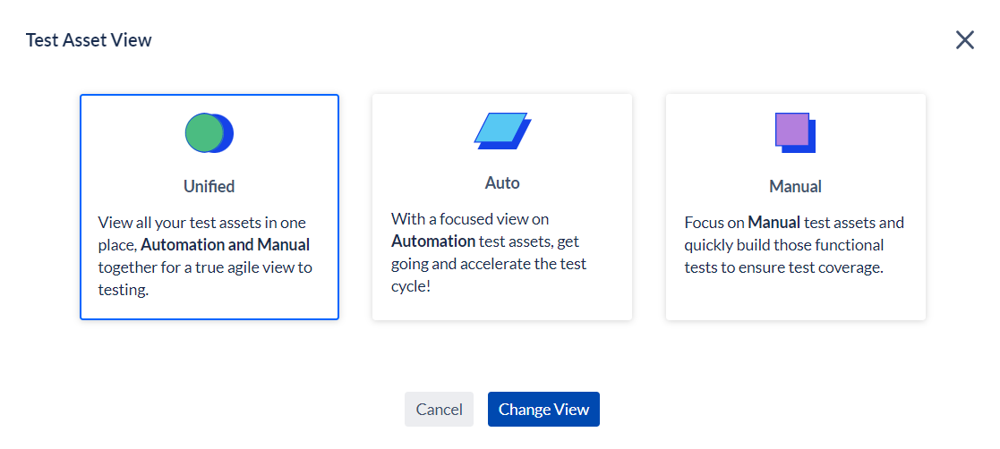 Test Asset View
Unified
View all your test assets in one
place, Automation and Manual
together for a true agile view to
testing.
Auto
With a focused view on
Automation test assets, get
going and accelerate the test
cycle!
Manual
Focus on Manual test assets and
quickly build those functional
tests to ensure test coverage.
Cancel
Change View